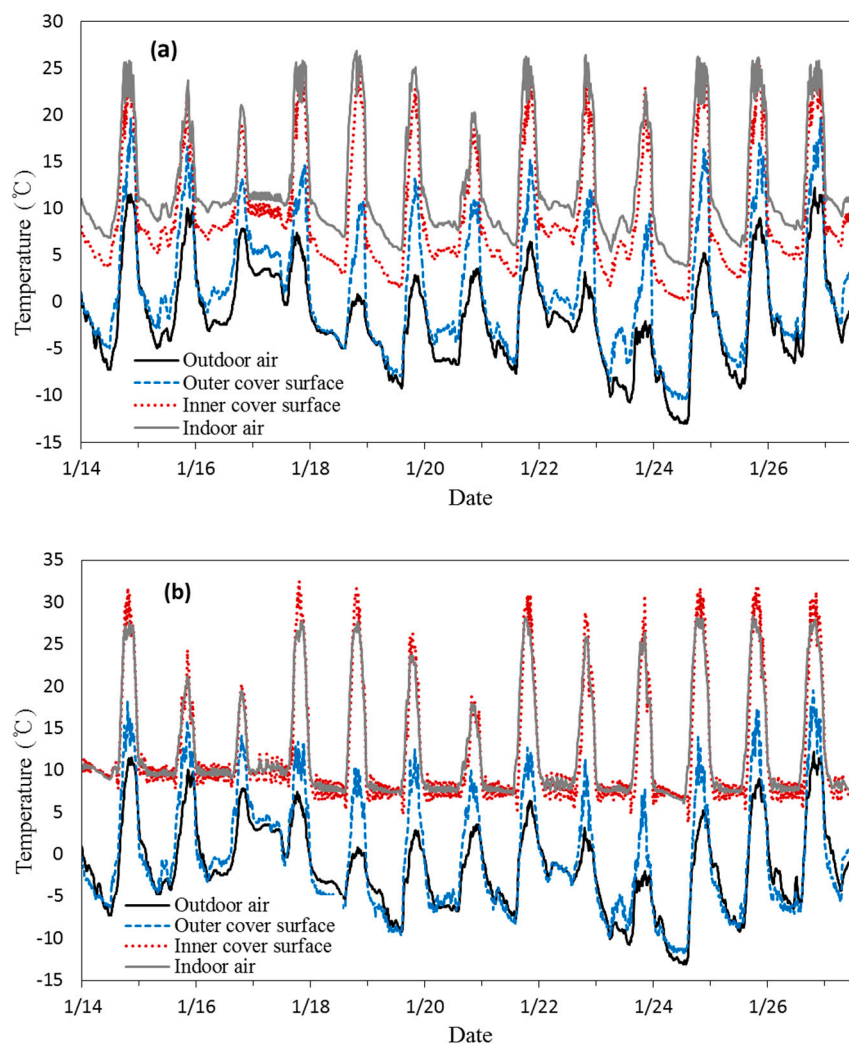 30
(a)
25
20
15
10
5
0
-5
-10
-15
Temperature (℃)
Outdoor air
Outer cover surface
Inner cover surface
Indoor air
1/14 1/16 1/18 1/20 1/22 1/24 1/26
Date
35
(b)
30
25
20
15
10
5
0
-5
-10
-15
Temperature (℃)
Outdoor air
Outer cover surface
Inner cover surface
Indoor air
1/14 1/16 1/18 1/20 1/22 1/24 1/26
Date